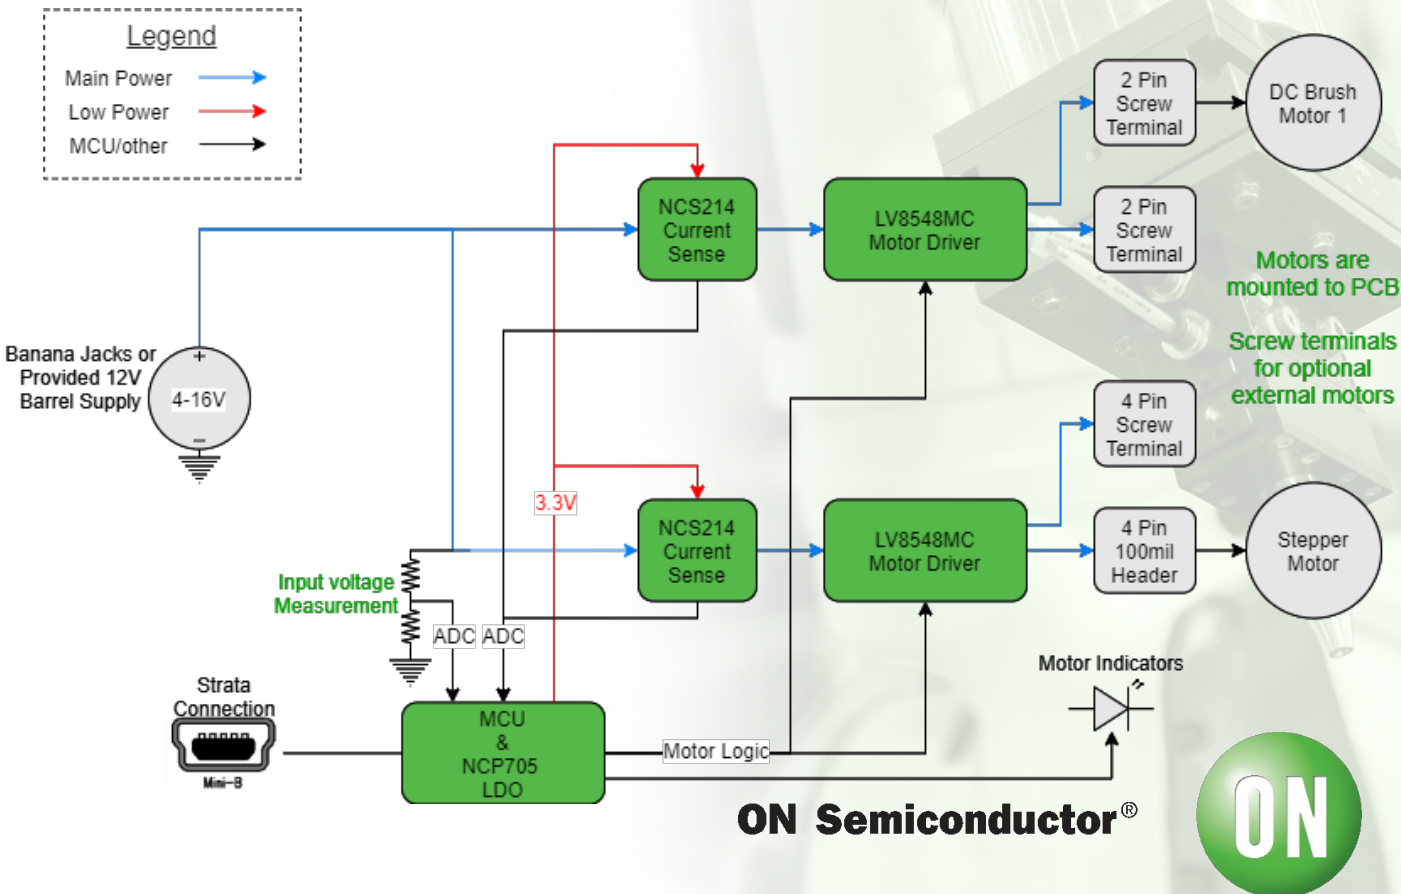 Legend
Main Power
Low Power
MCU/other
2 Pin
Screw
Terminal
DC Brush
Motor 1
NCS214
Current
Sense
LV8548MC
Motor Driver
2 Pin
Screw
Terminal
Motors are
mounted to PCB
Screw terminals
for optional
external motors
Banana Jacks or
Provided 12V
Barrel Supply
+
4-16V
–
4 Pin
Screw
Terminal
3.3V
NCS214
Current
Sense
LV8548MC
Motor Driver
4 Pin
100mil
Header
Stepper
Motor
Input voltage
Measurement
ADC
ADC
Motor Indicators
Strata
Connection
Mini-B
MCU
&
NCP705
LDO
Motor Logic
ON Semiconductor®
ON